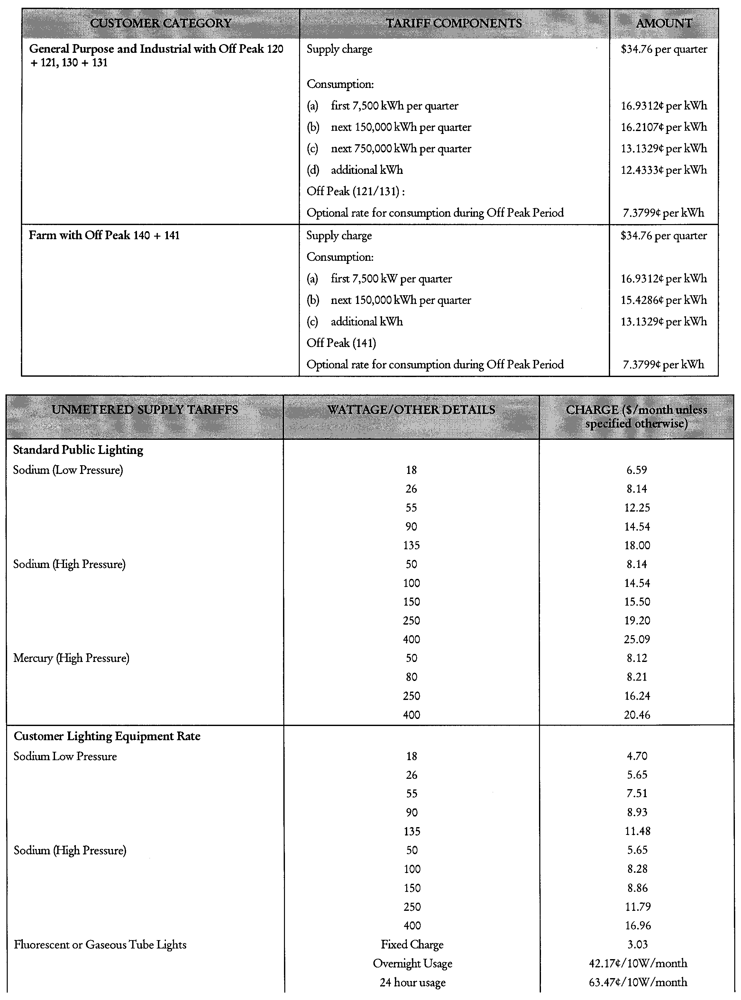 CUSTOMER CATEGORY TARIFF COMPONENTS AMOUNT
General Purpose and Industrial with Off Peak 120 Supply charge $34.76 per quarter
+ 121, 130 + 131
Consumption:
(a) first 7,500 kWh per quarter 16.9312¢ per kWh
(b) next 150,000 kWh per quarter 16.2107¢ per kWh
(c) next 750,000 kWh per quarter 13.1329¢ per kWh
(d) additional kWh 12.4333¢ per kWh
Off Peak (121/131) :
Optional rate for consumption during Off Peak Period 7.3799¢ per kWh
Farm with Off Peak 140 + 141 Supply charge $34.76 per quarter
Consumption:
(a) first 7,500 kW per quarter 16.9312¢ per kWh
(b) next 150,000 kWh per quarter 15.4286¢ per kWh
(c) additional kWh 13.1329¢ per kWh
Off Peak (141)
Optional rate for consumption during Off Peak Period 7.3799¢ per kWh
UNMETERED SUPPLY TARIFFS WATTAGE/OTHER DETAILS CHARGE ($/month unless
specified otherwise)
Standard Public Lighting
Sodium (Low Pressure) 18 6.59
26 8.14
55 12.25
90 14.54
135 18.00
Sodium (High Pressure) 50 8.14
100 14.54
150 15.50
250 19.20
400 25.09
Mercury (High Pressure) 50 8.12
80 8.21
250 16.24
400 20.46
Customer Lighting Equipment Rate
Sodium Low Pressure 18 4.70
26 5.65
55 7.51
90 8.93
135 11.48
Sodium (High Pressure) 50 5.65
100 8.28
150 8.86
250 11.79
400 16.96
Fluorescent or Gaseous Tube Lights Fixed Charge 3.03
Overnight Usage 42.17¢/10W/month
24 hour usage 63.47¢/10W/month